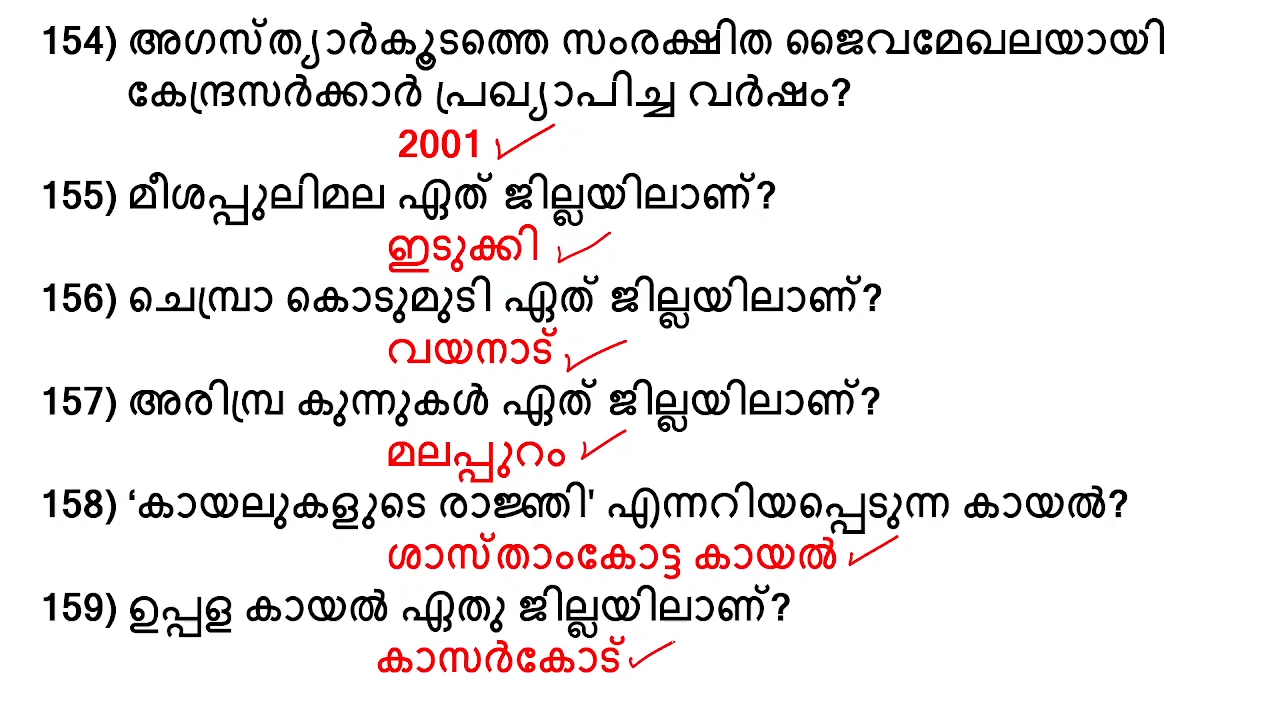 154) അഗസ്ത്യാർകൂടത്തെ സംരക്ഷിത ജൈവമേഖലയായി
കേന്ദ്രസർക്കാർ പ്രഖ്യാപിച്ച വർഷം?
2001
155) മീശപ്പുലിമല ഏത് ജില്ലയിലാണ്?
ഇടുക്കി
156) ചെമ്പ്രാ കൊടുമുടി ഏത് ജില്ലയിലാണ്?
വയനാട്
157) അരിമ്പ്ര കുന്നുകൾ ഏത് ജില്ലയിലാണ്?
മലപ്പുറം
158) ‘കായലുകളുടെ രാജ്ഞി' എന്നറിയപ്പെടുന്ന കായൽ?
ശാസ്താംകോട്ട കായൽ
159) ഉപ്പള കായൽ ഏതു ജില്ലയിലാണ്?
കാസർകോട്